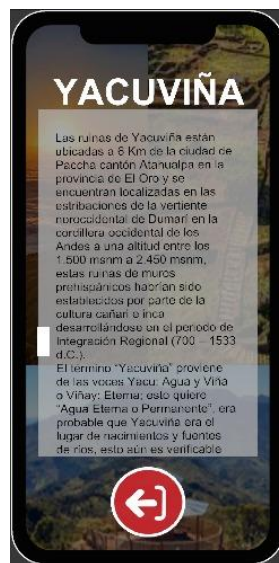 YACUVIÑA
Las ruinas de Yacuviña están
ubicadas a 6 Km de la ciudad de
Paccha cantón Atahualpa en la
provincia de El Oro y se
encuentran localizadas en las
estribaciones de la vertiente
noroccidental de Dumarí en la
cordillera occidental de los
Andes a una altitud entre los
1.500 msnm a 2.450 msnm,
estas ruinas de muros
prehispánicos habrían sido
establecidos por parte de la
cultura cañari e inca
desarrollándose en el periodo de
Integración Regional (700 – 1533
d.C.).
El término "Yacuviña" proviene
de las voces Yacu: Agua y Viña
o Viñay: Eterna; esto quiere
"Agua Eterna o Permanente", era
probable que Yacuviña era el
lugar de nacimientos y fuentes
de ríos, esto aún es verificable